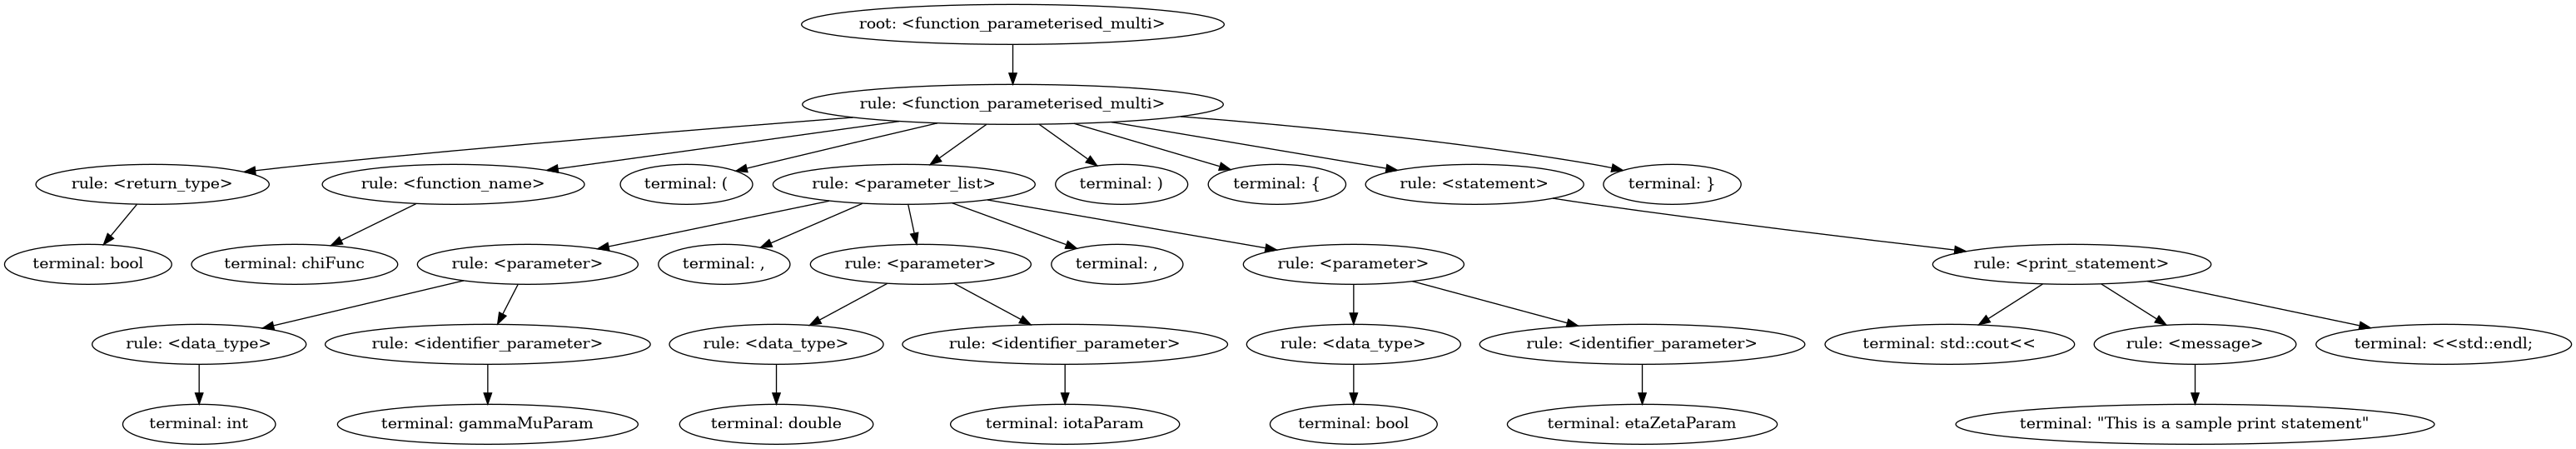 root: <function_parameterised_multi>
rule: <function_parameterised_multi>
rule: <return_type>
rule: <function_name>
terminal: (
rule: <parameter_list>
terminal: )
terminal: {
rule: <statement>
terminal: }
terminal: bool
terminal: chiFunc
rule: <parameter>
terminal: ,
rule: <parameter>
terminal: ,
rule: <parameter>
rule: <print_statement>
rule: <data_type>
rule: <identifier_parameter>
rule: <data_type>
rule: <identifier_parameter>
rule: <data_type>
rule: <identifier_parameter>
terminal: std::cout<<
rule: <message>
terminal: <<std::endl;
terminal: int
terminal: gammaMuParam
terminal: double
terminal: iotaParam
terminal: bool
terminal: etaZetaParam
terminal: "This is a sample print statement"